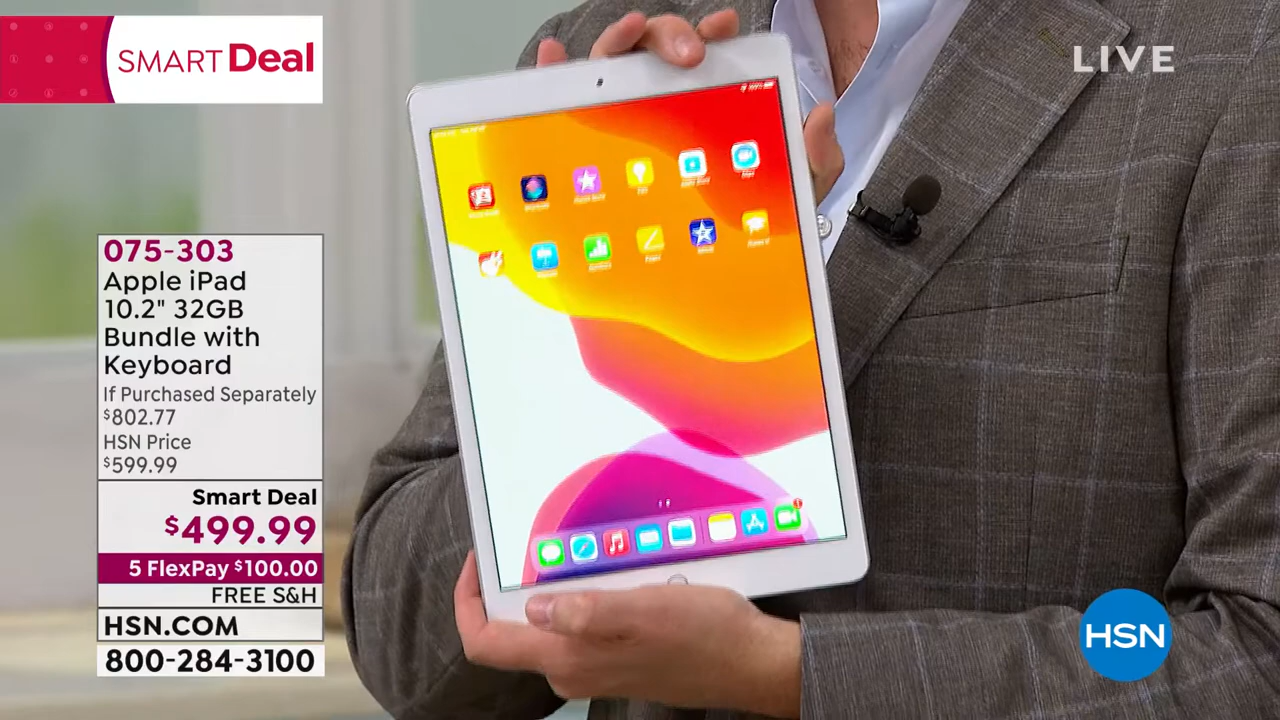 SMART Deal
LIVE
075-303
Apple iPad
10.2" 32GB
Bundle with
Keyboard
If Purchased Separately
$802.77
HSN Price
$599.99
Smart Deal
$499.99
5 FlexPay $100.00
FREE S&H
HSN.COM
800-284-3100
HSN